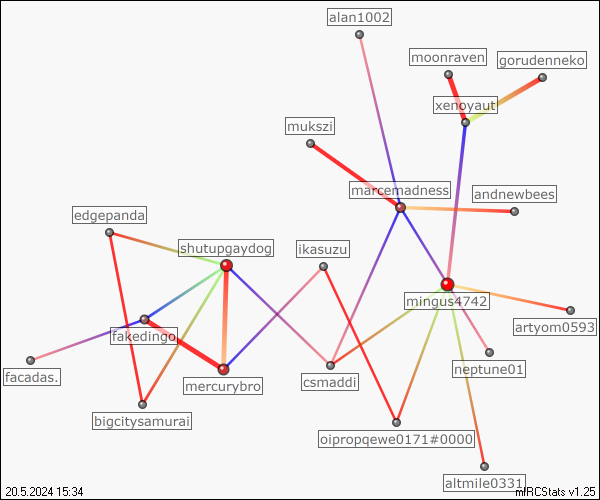 alan1002
moonraven
gorudenneko
xenoyaut
mukszi
marcemadness
andnewbees
edgepanda
shutupgaydog
ikasuzu
mingus4742
artyom0593
fakedingo
neptune01
facadas.
mercurybro
csmaddi
bigcitysamurai
oipropqewe0171#0000
altmile0331
20.5.2024 15:34
mIRCStats v1.25